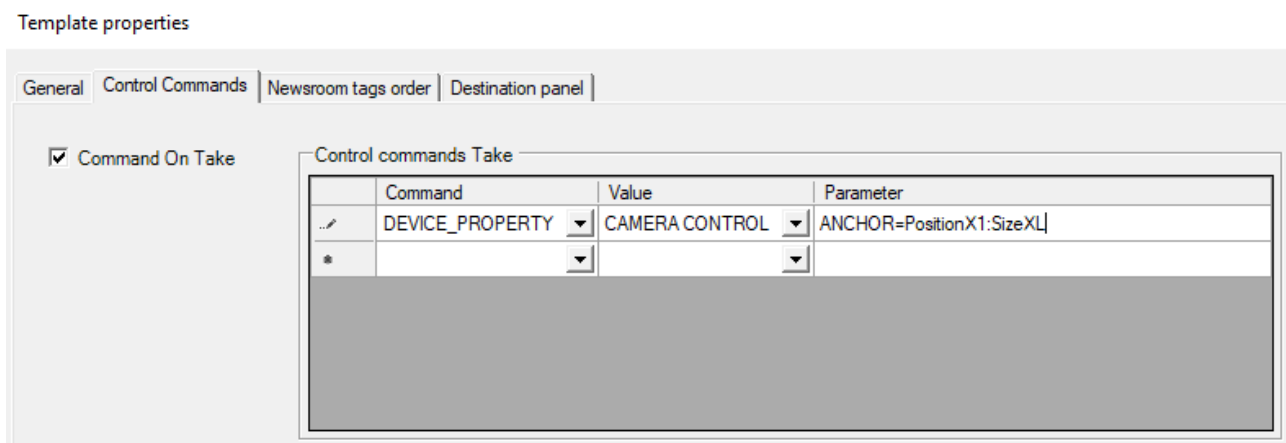 Template properties
General Control Commands Newsroom tags order Destination panel
Command On Take
Control commands Take
Command Value Parameter
DEVICE_PROPERTY CAMERA CONTROL ANCHOR=PositionX1:SizeXL